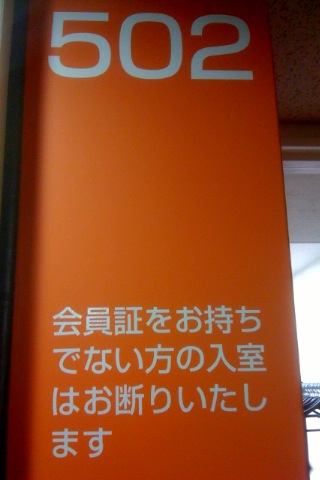 502
会員証をお持ち
でない方の入室
はお断りいたし
ます